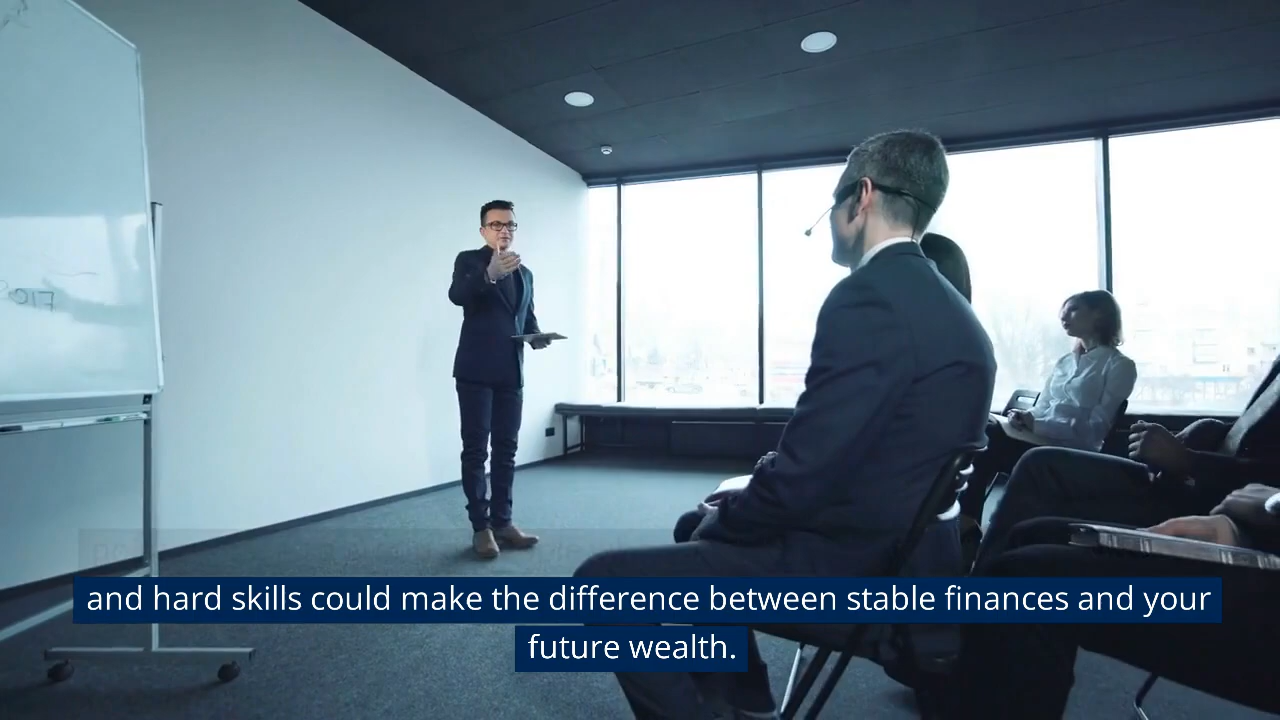 and hard skills could make the difference between stable finances and your
future wealth.